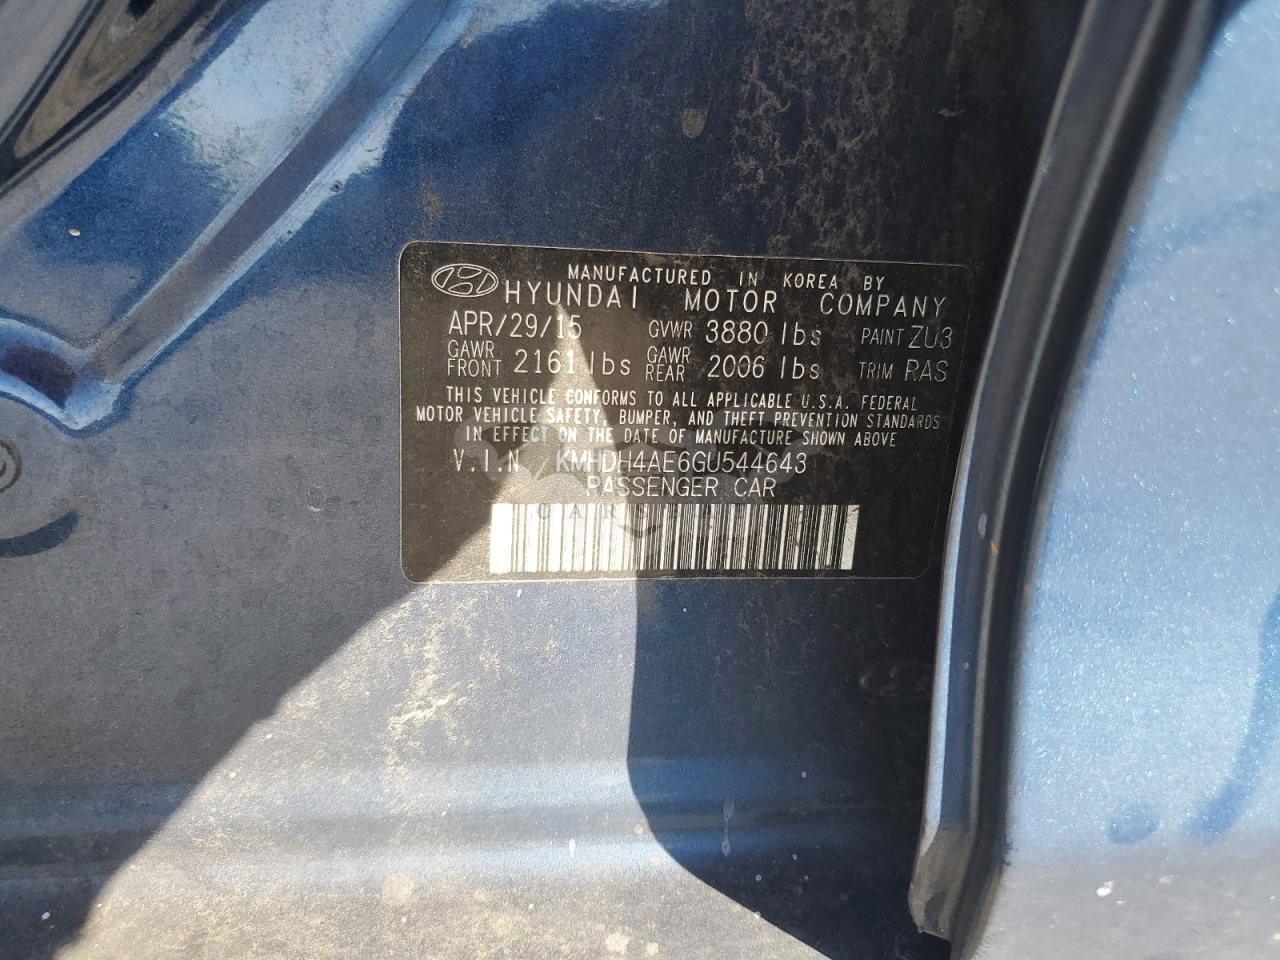 MANUFACTURED IN KOREA BY
HYUNDAI MOTOR COMPANY
APR/29/15 GVWR 3880 lbs PAINT ZU3
GAWR FRONT 2161 lbs GAWR REAR 2006 lbs TRIM RAS
THIS VEHICLE CONFORMS TO ALL APPLICABLE U.S.A. FEDERAL
MOTOR VEHICLE SAFETY, BUMPER, AND THEFT PREVENTION STANDARDS
IN EFFECT ON THE DATE OF MANUFACTURE SHOWN ABOVE
V.I.N KMHDH4AE6GU544643
PASSENGER CAR